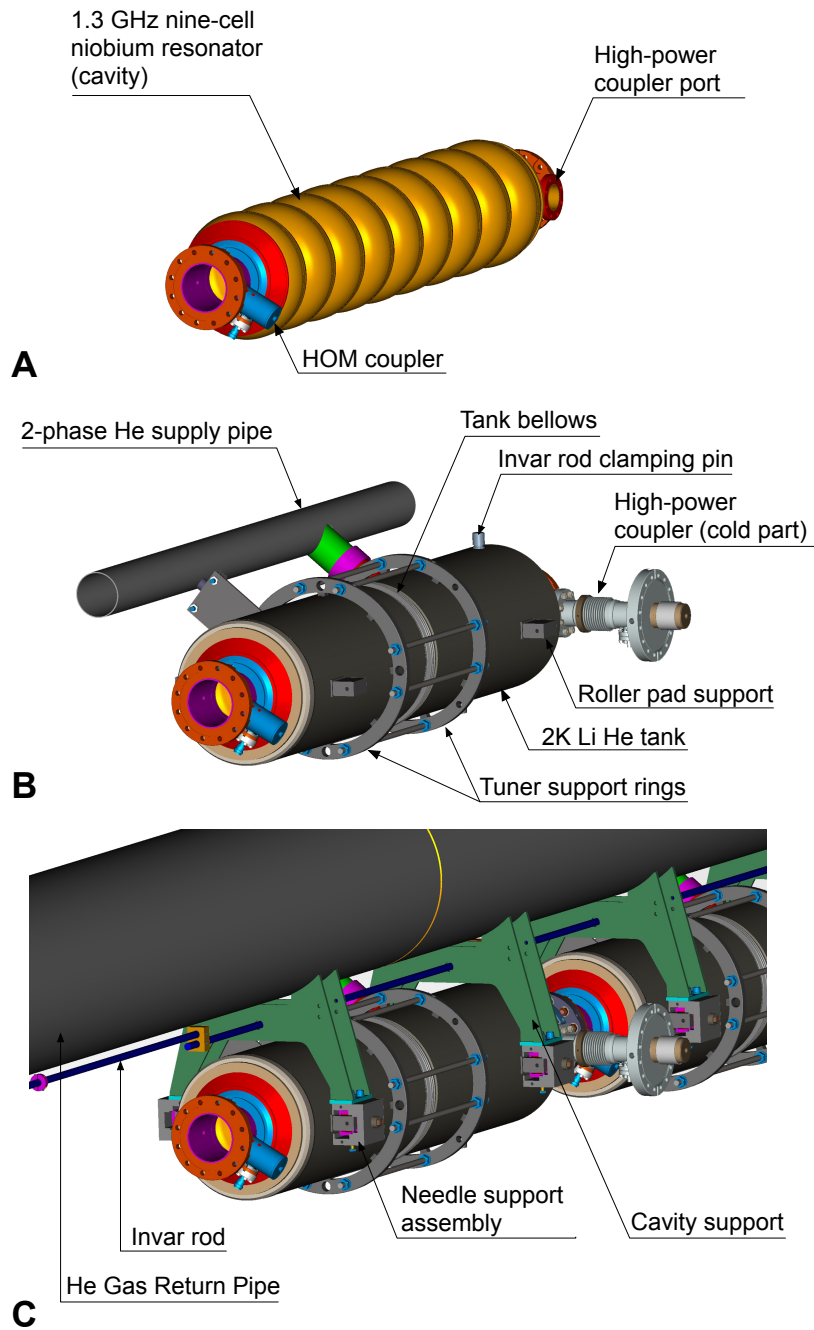 1.3 GHz nine-cell
niobium resonator
(cavity)
High-power
coupler port
HOM coupler
A
2-phase He supply pipe
Tank bellows
Invar rod clamping pin
High-power
coupler (cold part)
Roller pad support
2K Li He tank
Tuner support rings
B
Needle support
assembly
Cavity support
Invar rod
He Gas Return Pipe
C